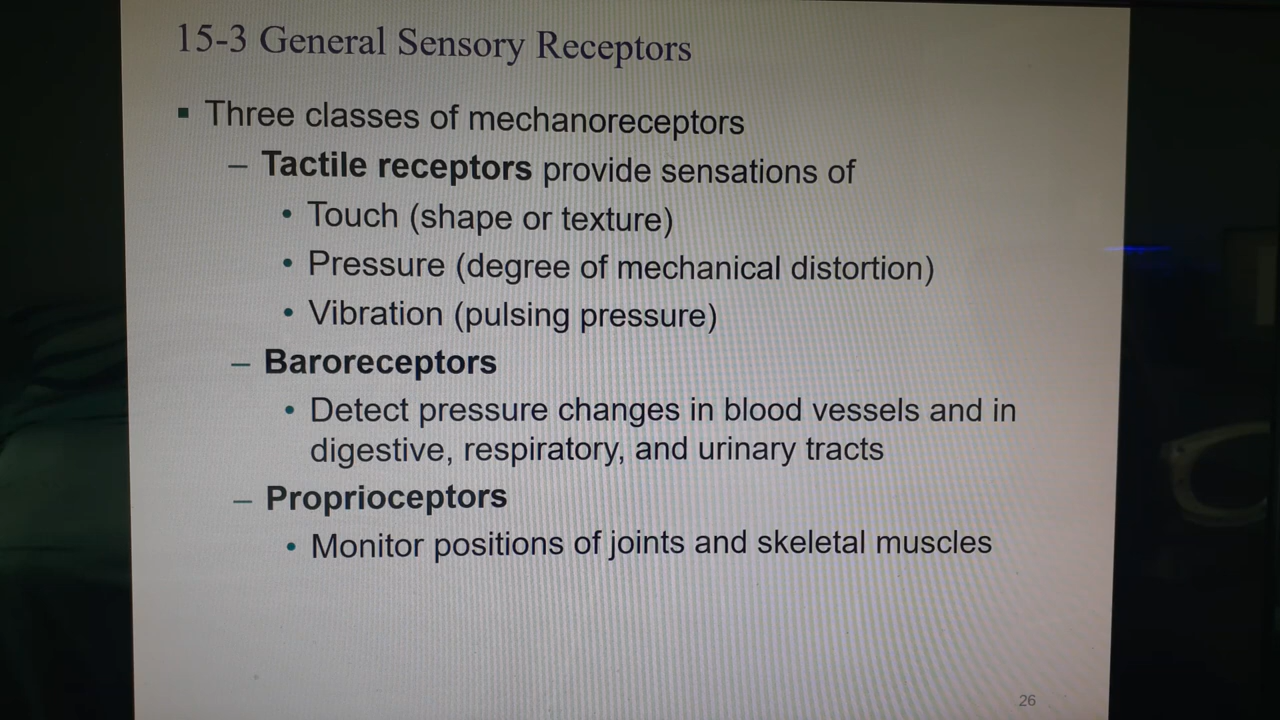 15-3 General Sensory Receptors
▪ Three classes of mechanoreceptors
– Tactile receptors provide sensations of
• Touch (shape or texture)
• Pressure (degree of mechanical distortion)
• Vibration (pulsing pressure)
– Baroreceptors
• Detect pressure changes in blood vessels and in
digestive, respiratory, and urinary tracts
– Proprioceptors
• Monitor positions of joints and skeletal muscles
26